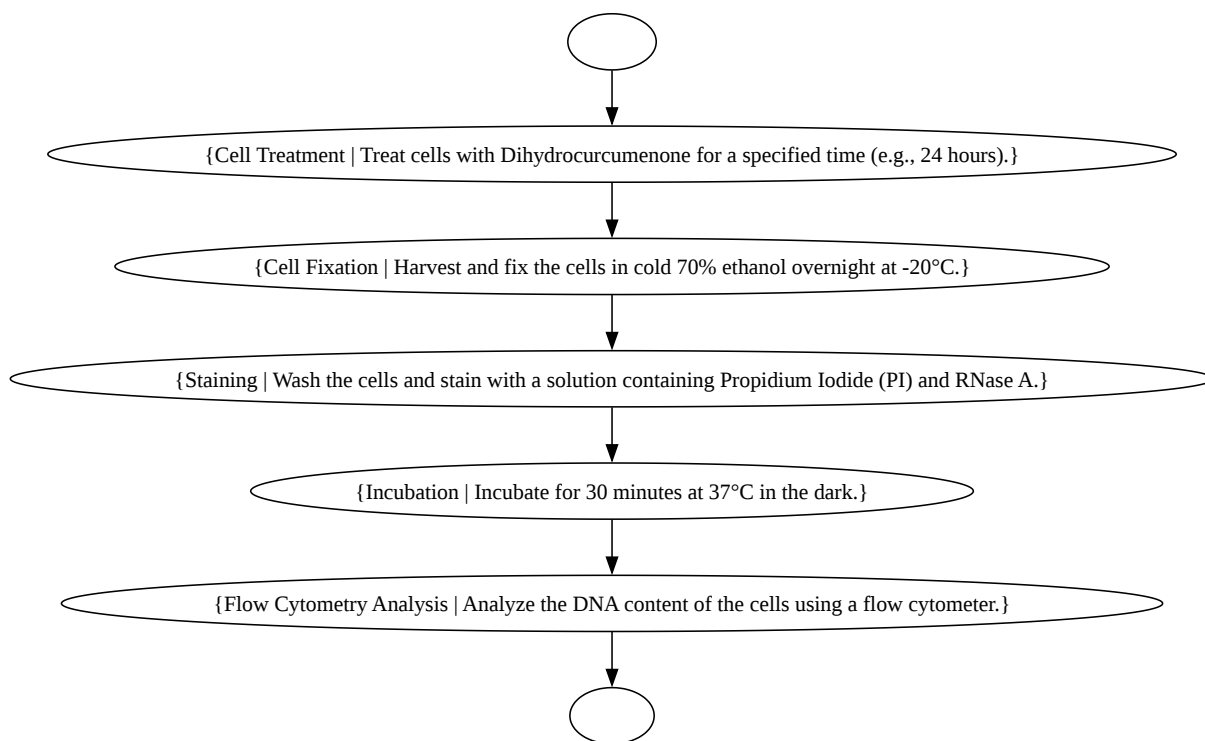 {Cell Treatment | Treat cells with Dihydrocurcumenone for a specified time (e.g., 24 hours).}
{Cell Fixation | Harvest and fix the cells in cold 70% ethanol overnight at -20°C.}
{Staining | Wash the cells and stain with a solution containing Propidium Iodide (PI) and RNase A.}
{Incubation | Incubate for 30 minutes at 37°C in the dark.}
{Flow Cytometry Analysis | Analyze the DNA content of the cells using a flow cytometer.}